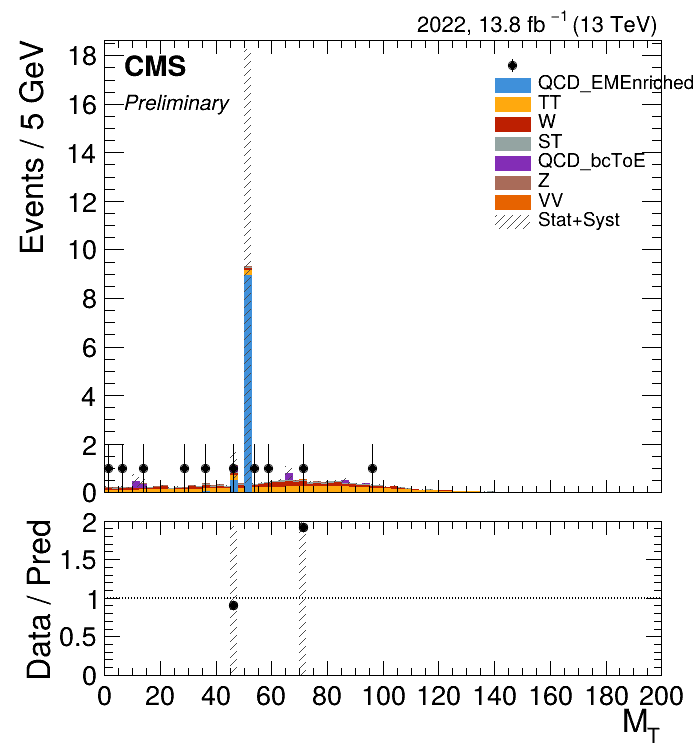 2022, 13.8 fb⁻¹ (13 TeV)
CMS
Preliminary
QCD_EMEnriched
TT
W
ST
QCD_bcToE
Z
VV
Stat+Syst
Events / 5 GeV
18
16
14
12
10
8
6
4
2
0
Data / Pred
2
1.5
1
0.5
0
0 20 40 60 80 100 120 140 160 180 200
M_T